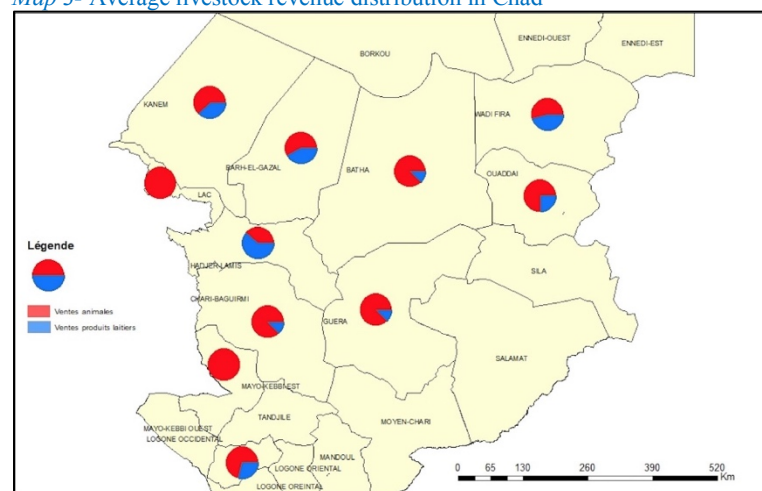 Map 3- Average livestock revenue distribution in Chad
BORKOU
ENNEDI-OUEST
ENNEDI-EST
KANEM
WADI FIRA
BARH-EL-GAZAL
BATHA
OUADDAI
LAC
Légende
Ventes animales
Ventes produits laitiers
HADJER-LAMIS
SILA
CHARI-BAGUIRMI
GUERA
SALAMAT
MAYO-KEBBI-EST
TANDJILE
MOYEN-CHARI
MAYO-KEBBI OUEST
LOGONE OCCIDENTAL
MANDOUL
LOGONE ORIENTAL
LOGONE OREINTAL
0 65 130 260 390 520
Km